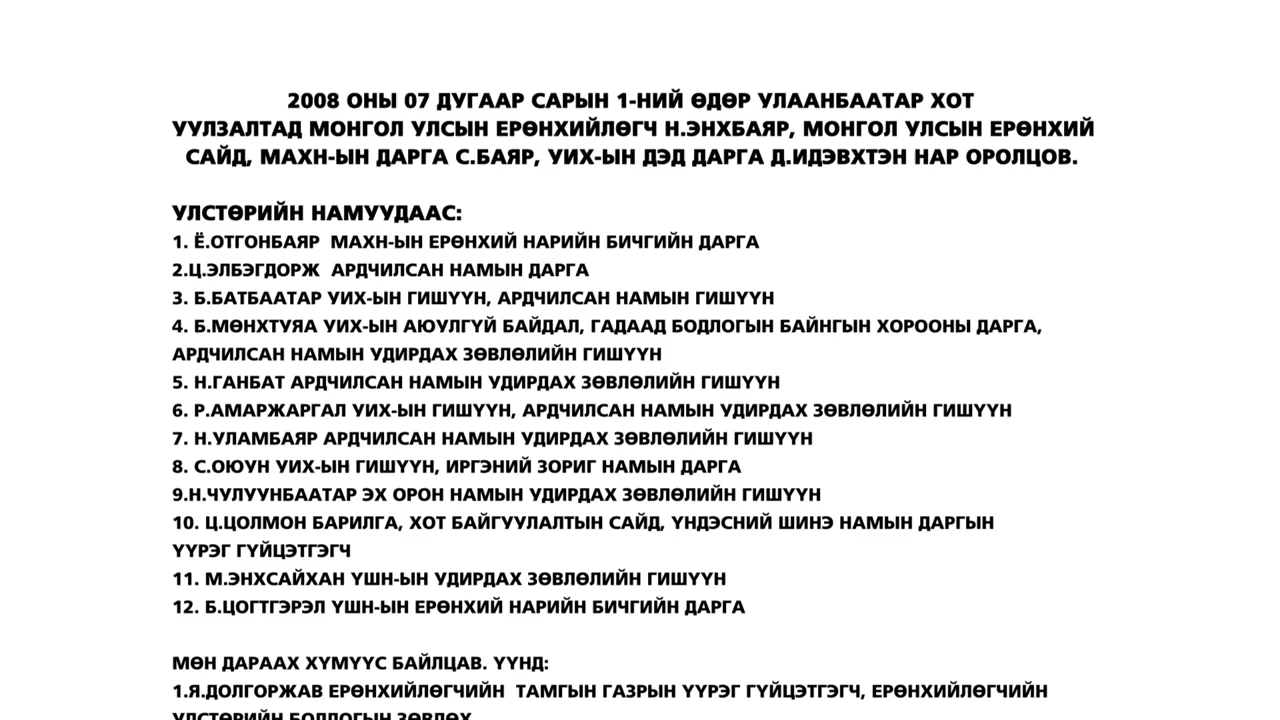 2008 ОНЫ 07 ДУГААР САРЫН 1-НИЙ ӨДӨР УЛААНБААТАР ХОТ
УУЛЗАЛТАД МОНГОЛ УЛСЫН ЕРӨНХИЙЛӨГЧ Н.ЭНХБАЯР, МОНГОЛ УЛСЫН ЕРӨНХИЙ
САЙД, МАХН-ЫН ДАРГА С.БАЯР, УИХ-ЫН ДЭД ДАРГА Д.ИДЭВХТЭН НАР ОРОЛЦОВ.
УЛСТӨРИЙН НАМУУДААС:
1. Ё.ОТГОНБАЯР  МАХН-ЫН ЕРӨНХИЙ НАРИЙН БИЧГИЙН ДАРГА
2.Ц.ЭЛБЭГДОРЖ  АРДЧИЛСАН НАМЫН ДАРГА
3. Б.БАТБААТАР УИХ-ЫН ГИШҮҮН, АРДЧИЛСАН НАМЫН ГИШҮҮН
4. Б.МӨНХТУЯА УИХ-ЫН АЮУЛГҮЙ БАЙДАЛ, ГАДААД БОДЛОГЫН БАЙНГЫН ХОРООНЫ ДАРГА,
АРДЧИЛСАН НАМЫН УДИРДАХ ЗӨВЛӨЛИЙН ГИШҮҮН
5. Н.ГАНБАТ АРДЧИЛСАН НАМЫН УДИРДАХ ЗӨВЛӨЛИЙН ГИШҮҮН
6. Р.АМАРЖАРГАЛ УИХ-ЫН ГИШҮҮН, АРДЧИЛСАН НАМЫН УДИРДАХ ЗӨВЛӨЛИЙН ГИШҮҮН
7. Н.УЛАМБАЯР АРДЧИЛСАН НАМЫН УДИРДАХ ЗӨВЛӨЛИЙН ГИШҮҮН
8. С.ОЮУН УИХ-ЫН ГИШҮҮН, ИРГЭНИЙ ЗОРИГ НАМЫН ДАРГА
9.Н.ЧУЛУУНБААТАР ЭХ ОРОН НАМЫН УДИРДАХ ЗӨВЛӨЛИЙН ГИШҮҮН
10. Ц.ЦОЛМОН БАРИЛГА, ХОТ БАЙГУУЛАЛТЫН САЙД, ҮНДЭСНИЙ ШИНЭ НАМЫН ДАРГЫН
ҮҮРЭГ ГҮЙЦЭТГЭГЧ
11. М.ЭНХСАЙХАН ҮШН-ЫН УДИРДАХ ЗӨВЛӨЛИЙН ГИШҮҮН
12. Б.ЦОГТГЭРЭЛ ҮШН-ЫН ЕРӨНХИЙ НАРИЙН БИЧГИЙН ДАРГА
МӨН ДАРААХ ХҮМҮҮС БАЙЛЦАВ. ҮҮНД:
1.Я.ДОЛГОРЖАВ ЕРӨНХИЙЛӨГЧИЙН  ТАМГЫН ГАЗРЫН ҮҮРЭГ ГҮЙЦЭТГЭГЧ, ЕРӨНХИЙЛӨГЧИЙН
УЛСТӨРИЙН БОДЛОГЫН ЗӨВЛӨХ